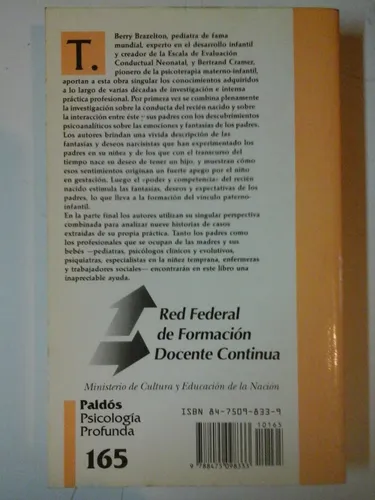 T. Berry Brazelton, pediatra de fama
mundial, experto en el desarrollo infantil
y creador de la Escala de Evaluación
Conductual Neonatal, y Bertrand Cramer,
pionero de la psicoterapia materno-infantil,
aportan a esta obra singular los conocimientos adquiridos
a lo largo de varias décadas de investigación e intensa
práctica profesional. Por primera vez se combina plenamente
la investigación sobre la conducta del recién nacido y sobre
la interacción entre éste y sus padres con los descubrimientos
psicoanalíticos sobre las emociones y fantasías de los padres.
Los autores brindan una vívida descripción de las
fantasías y deseos narcisistas que han experimentado los
padres en su niñez y de los que con el transcurso del
tiempo nace su deseo de tener un hijo, y muestran cómo
esos sentimientos originan un fuerte apego por el niño
en gestación. Luego el «poder y competencia» del recién
nacido estimula las fantasías, deseos y expectativas de los
padres, lo que lleva a la formación del vínculo paterno-
infantil.
En la parte final los autores utilizan su singular perspectiva
combinada para analizar nueve historias de casos
extraídas de su propia práctica. Tanto los padres como
los profesionales que se ocupan de las madres y sus
bebés —pediatras, psicólogos clínicos y evolutivos,
psiquiatras, especialistas en la niñez temprana, enfermeras
y trabajadores sociales— encontrarán en este libro una
inapreciable ayuda.
Red Federal
de Formación
Docente Continua
Ministerio de Cultura y Educación de la Nación
Paidós
Psicología
Profunda
165
ISBN 84-7509-833-9
10165
9 788475 098333